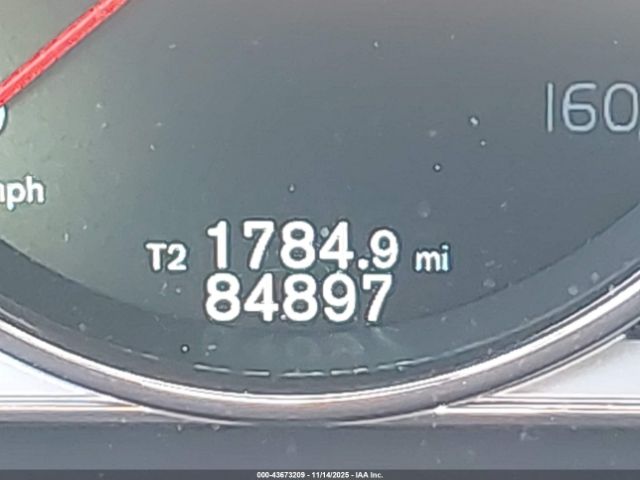 160
mph
T2 1784.9 mi
84897
000-43673209 - 11/14/2025 - IAA Inc.